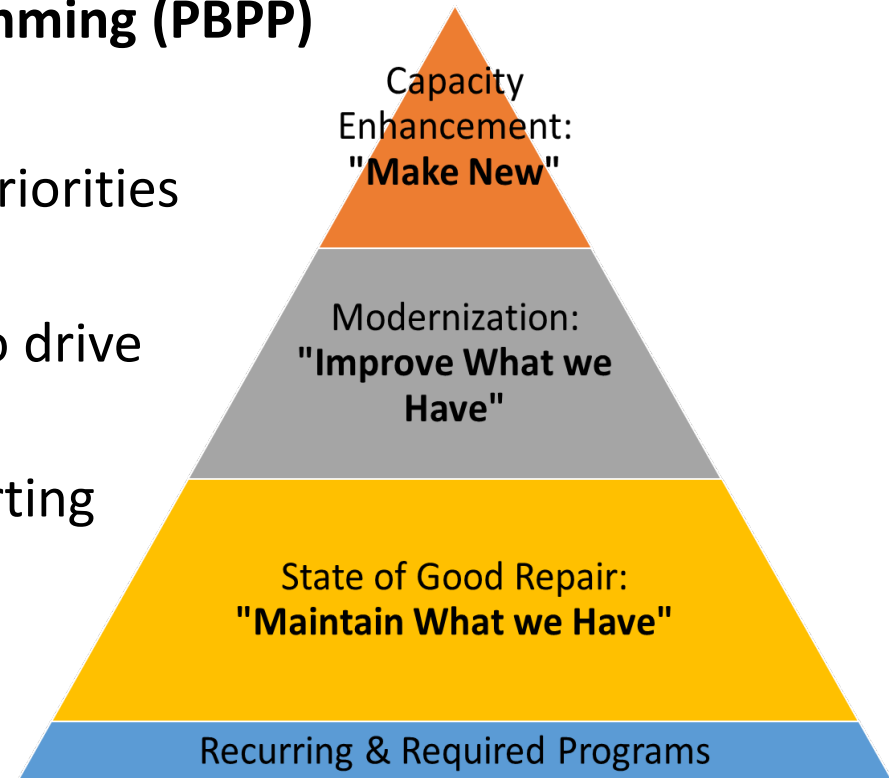 nming (PBPP)
riorities
o drive
rting
Capacity
Enhancement:
"Make New"
Modernization:
"Improve What we
Have"
State of Good Repair:
"Maintain What we Have"
Recurring & Required Programs